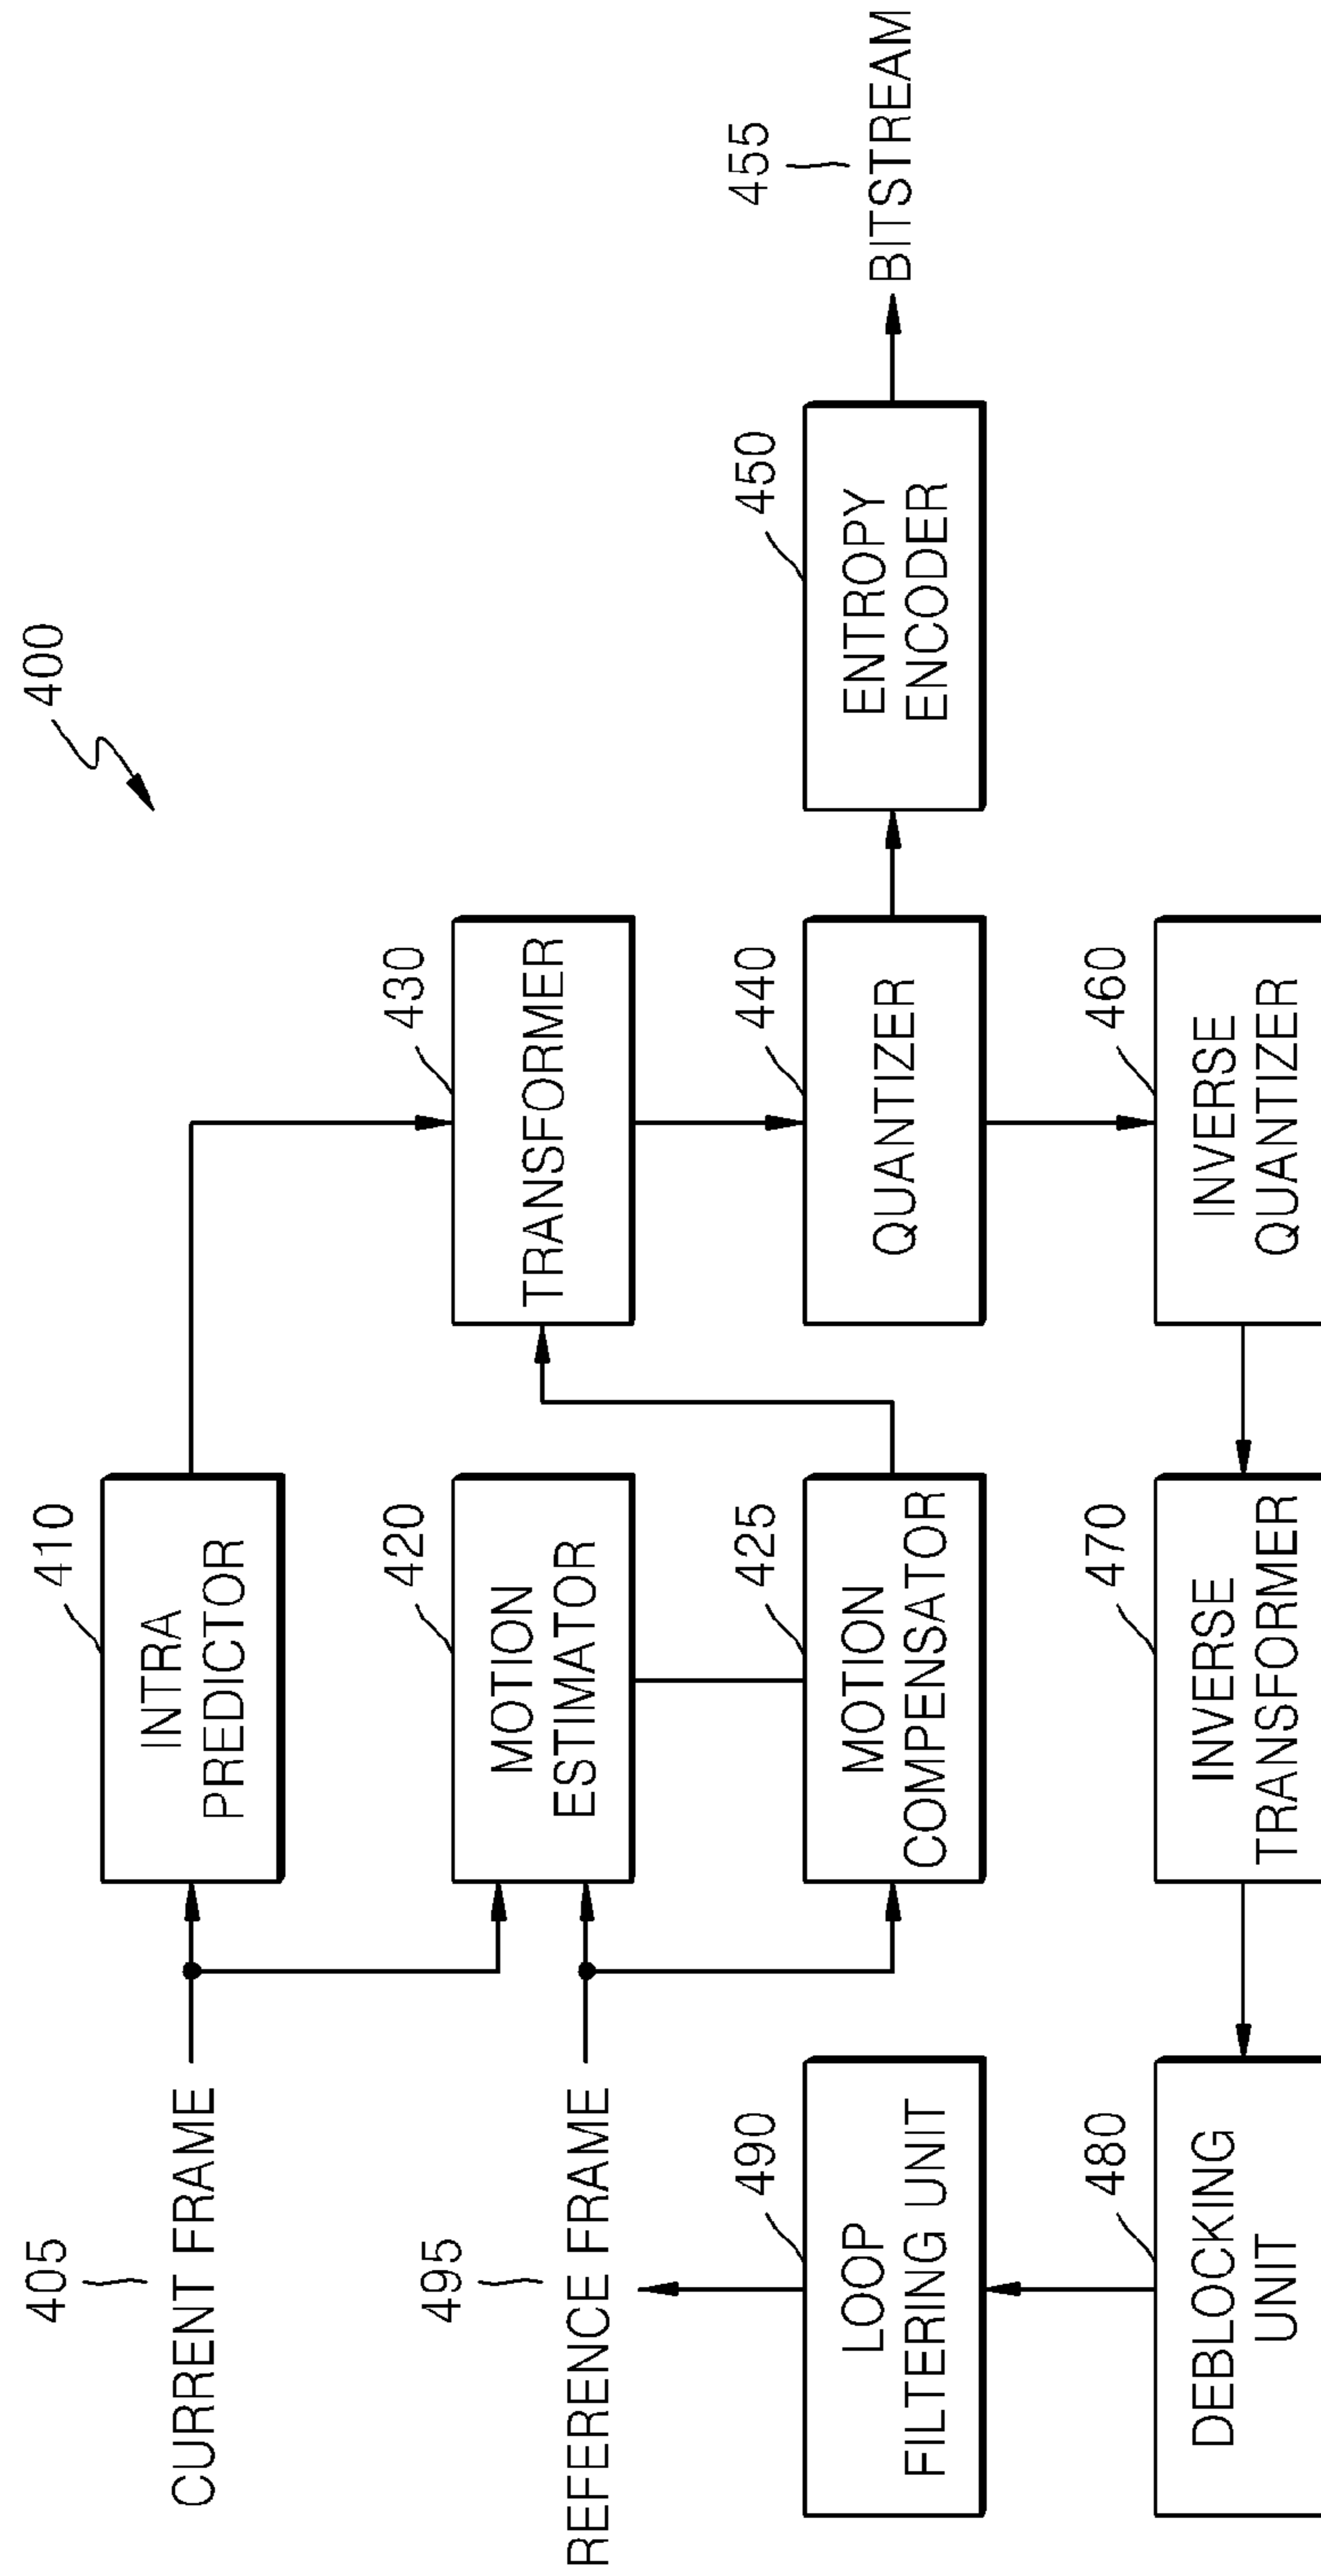 400
405
CURRENT FRAME
410
INTRA
PREDICTOR
495
REFERENCE FRAME
420
MOTION
ESTIMATOR
430
TRANSFORMER
490
LOOP
FILTERING UNIT
425
MOTION
COMPENSATOR
440
QUANTIZER
450
ENTROPY
ENCODER
455
BITSTREAM
480
DEBLOCKING
UNIT
470
INVERSE
TRANSFORMER
460
INVERSE
QUANTIZER